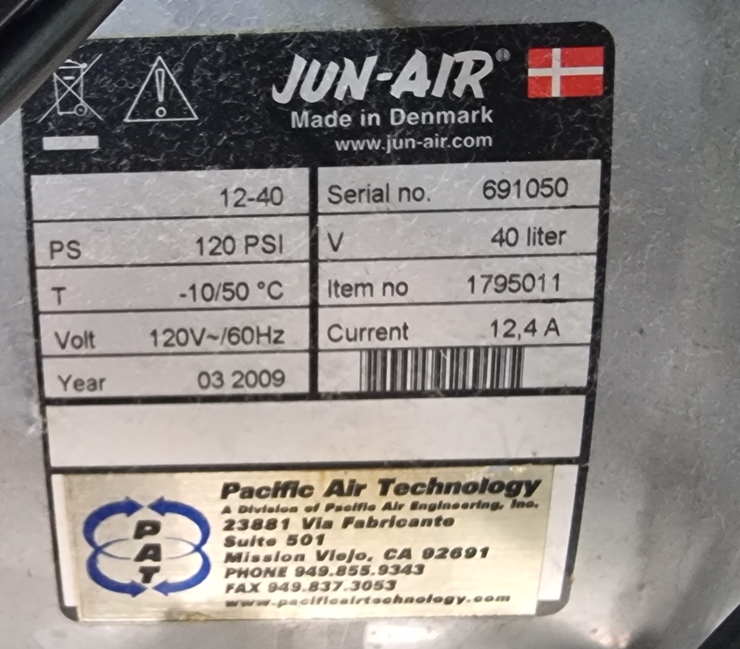 JUN-AIR®
Made in Denmark
www.jun-air.com
12-40
Serial no. 691050
PS 120 PSI
V 40 liter
T -10/50 °C
Item no 1795011
Volt 120V~/60Hz
Current 12,4 A
Year 03 2009
PAT
Pacific Air Technology
A Division of Pacific Air Engineering, Inc.
23881 Via Fabricante
Suite 501
Mission Viejo, CA 92691
PHONE 949.855.9343
FAX 949.837.3053
www.pacificairtechnology.com